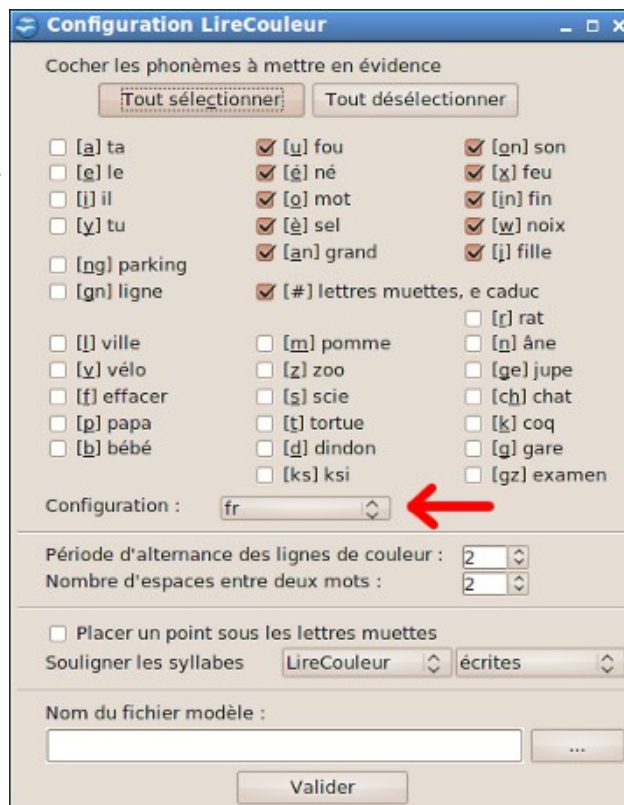 Configuration LireCouleur
Cocher les phonèmes à mettre en évidence
Tout sélectionner Tout désélectionner
[a] ta [u] fou [on] son
[e] le [é] né [x] feu
[i] il [o] mot [in] fin
[y] tu [è] sel [w] noix
[an] grand [j] fille
[ng] parking
[gn] ligne [#] lettres muettes, e caduc
[r] rat
[l] ville [m] pomme [n] âne
[v] vélo [z] zoo [ge] jupe
[f] effacer [s] scie [ch] chat
[p] papa [t] tortue [k] coq
[b] bébé [d] dindon [g] gare
[ks] ksi [gz] examen
Configuration : fr
Période d'alternance des lignes de couleur : 2
Nombre d'espaces entre deux mots : 2
Placer un point sous les lettres muettes
Souligner les syllabes LireCouleur écrites
Nom du fichier modèle :
...
Valider